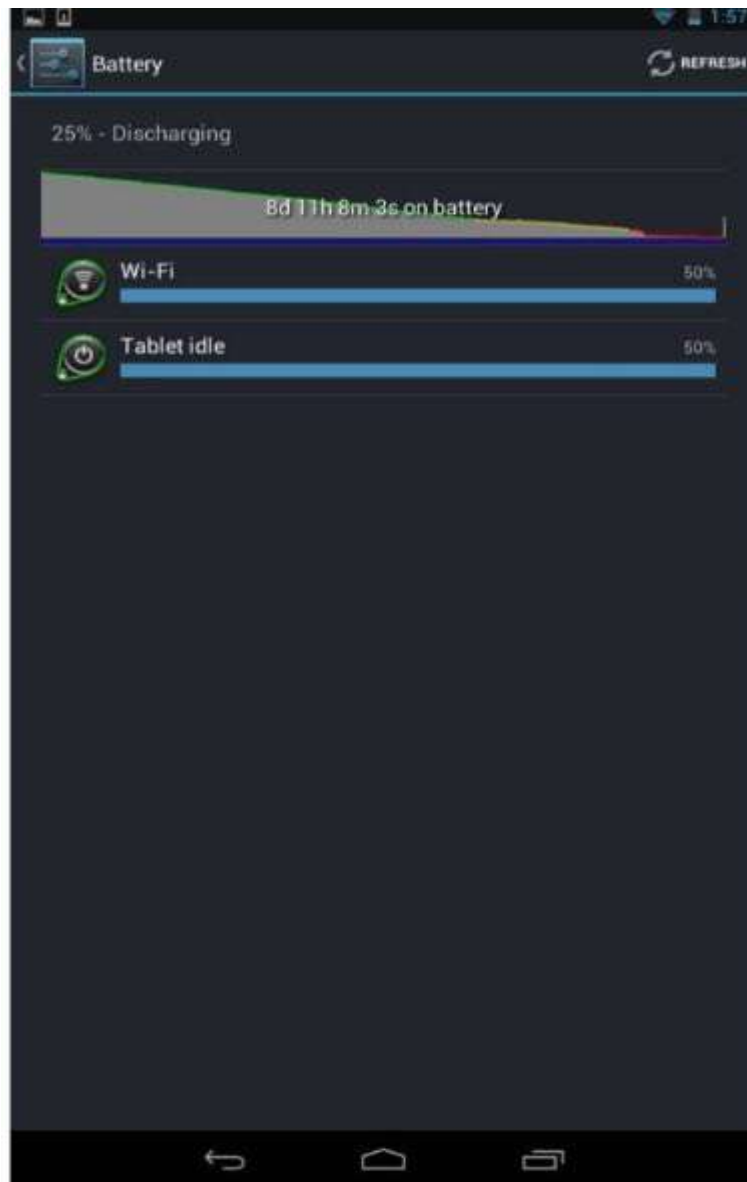 1:57
Battery
REFRESH
25% - Discharging
8d 11h 8m 3s on battery
Wi-Fi
50%
Tablet idle
50%